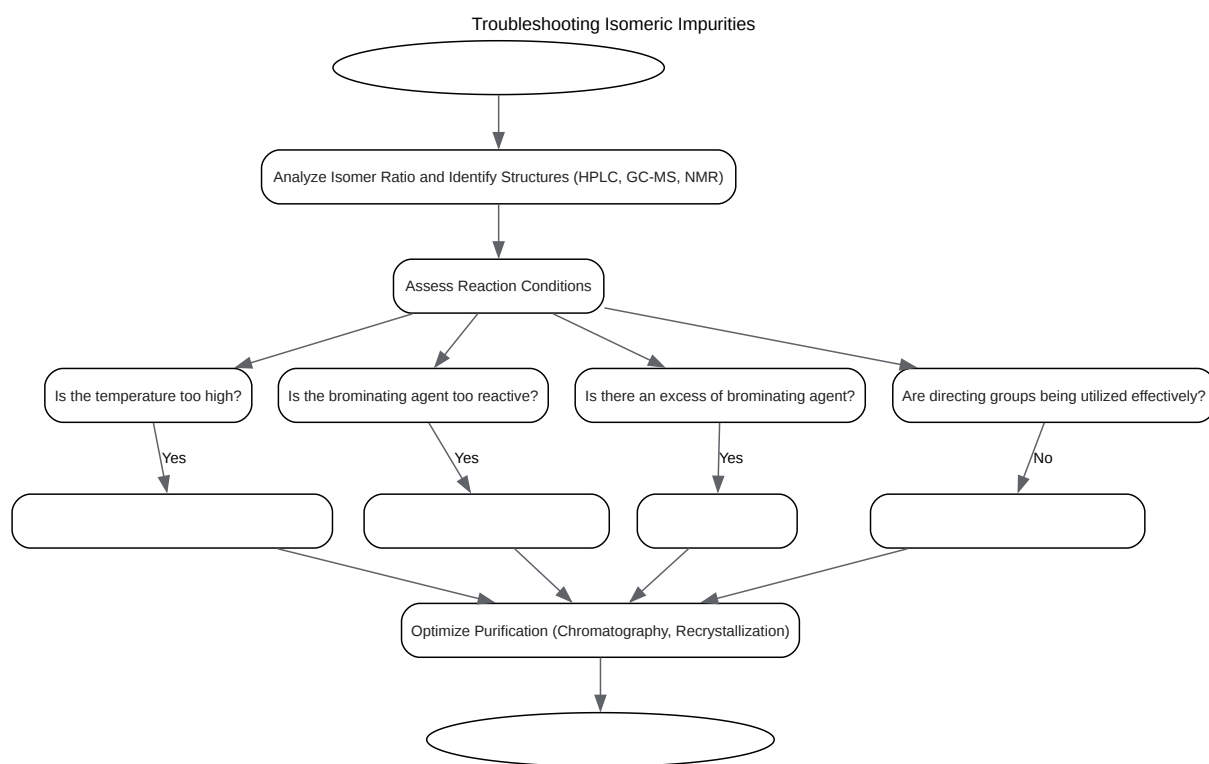 Troubleshooting Isomeric Impurities
Analyze Isomer Ratio and Identify Structures (HPLC, GC-MS, NMR)
Assess Reaction Conditions
Is the temperature too high?
Is the brominating agent too reactive?
Is there an excess of brominating agent?
Are directing groups being utilized effectively?
Yes
Yes
Yes
No
Optimize Purification (Chromatography, Recrystallization)